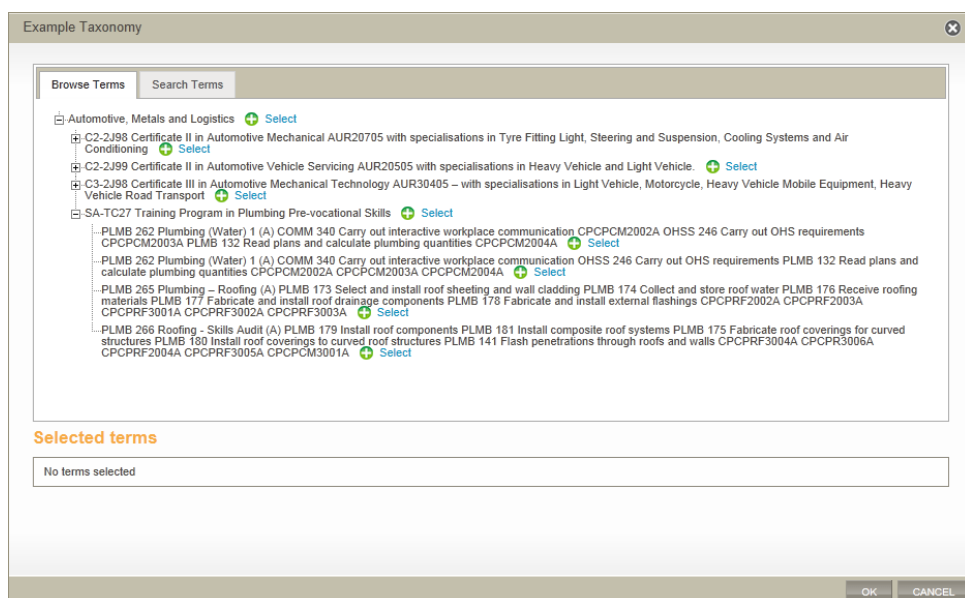 Example Taxonomy
Browse Terms
Search Terms
Automotive, Metals and Logistics Select
C2-2J98 Certificate II in Automotive Mechanical AUR20705 with specialisations in Tyre Fitting Light, Steering and Suspension, Cooling Systems and Air
Conditioning Select
C2-2J99 Certificate II in Automotive Vehicle Servicing AUR20505 with specialisations in Heavy Vehicle and Light Vehicle. Select
C3-2J98 Certificate III in Automotive Mechanical Technology AUR30405 – with specialisations in Light Vehicle, Motorcycle, Heavy Vehicle Mobile Equipment, Heavy
Vehicle Road Transport Select
SA-TC27 Training Program in Plumbing Pre-vocational Skills Select
PLMB 262 Plumbing (Water) 1 (A) COMM 340 Carry out interactive workplace communication CPCPCM2002A OHSS 246 Carry out OHS requirements
CPCPCM2003A PLMB 132 Read plans and calculate plumbing quantities CPCPCM2004A Select
PLMB 262 Plumbing (Water) 1 (A) COMM 340 Carry out interactive workplace communication OHSS 246 Carry out OHS requirements PLMB 132 Read plans and
calculate plumbing quantities CPCPCM2002A CPCPCM2003A CPCPCM2004A Select
PLMB 265 Plumbing – Roofing (A) PLMB 173 Select and install roof sheeting and wall cladding PLMB 174 Collect and store roof water PLMB 176 Receive roofing
materials PLMB 177 Fabricate and install roof drainage components PLMB 178 Fabricate and install external flashings CPCPRF2002A CPCPRF2003A
CPCPRF3001A CPCPRF3002A CPCPRF3003A Select
PLMB 266 Roofing - Skills Audit (A) PLMB 179 Install roof components PLMB 181 Install composite roof systems PLMB 175 Fabricate roof coverings for curved
structures PLMB 180 Install roof coverings to curved roof structures PLMB 141 Flash penetrations through roofs and walls CPCPRF3004A CPCPR3006A
CPCPRF2004A CPCPRF3005A CPCPCM3001A Select
Selected terms
No terms selected
OK
CANCEL